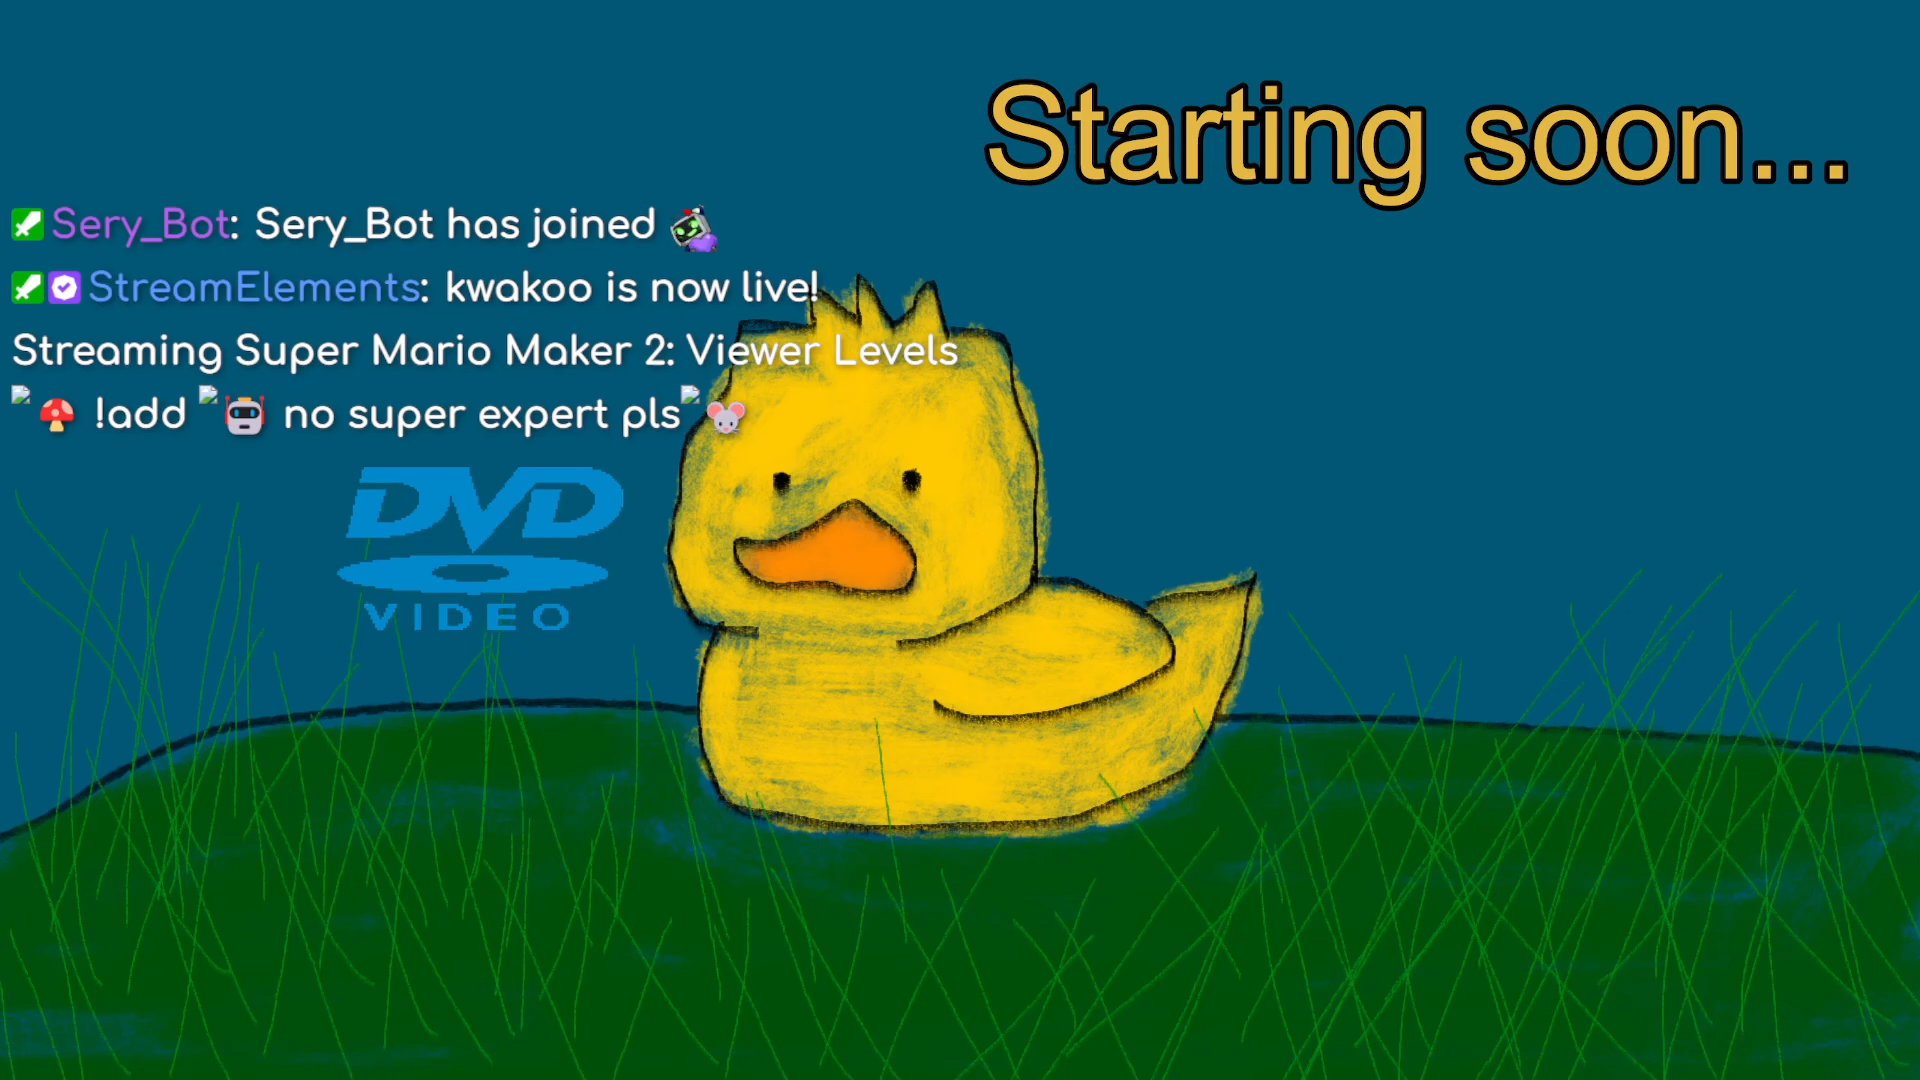 Starting soon...
Sery_Bot: Sery_Bot has joined
StreamElements: kwakoo is now live!
Streaming Super Mario Maker 2: Viewer Levels
🍄 !add 🤖 no super expert pls🐭
DVD
VIDEO